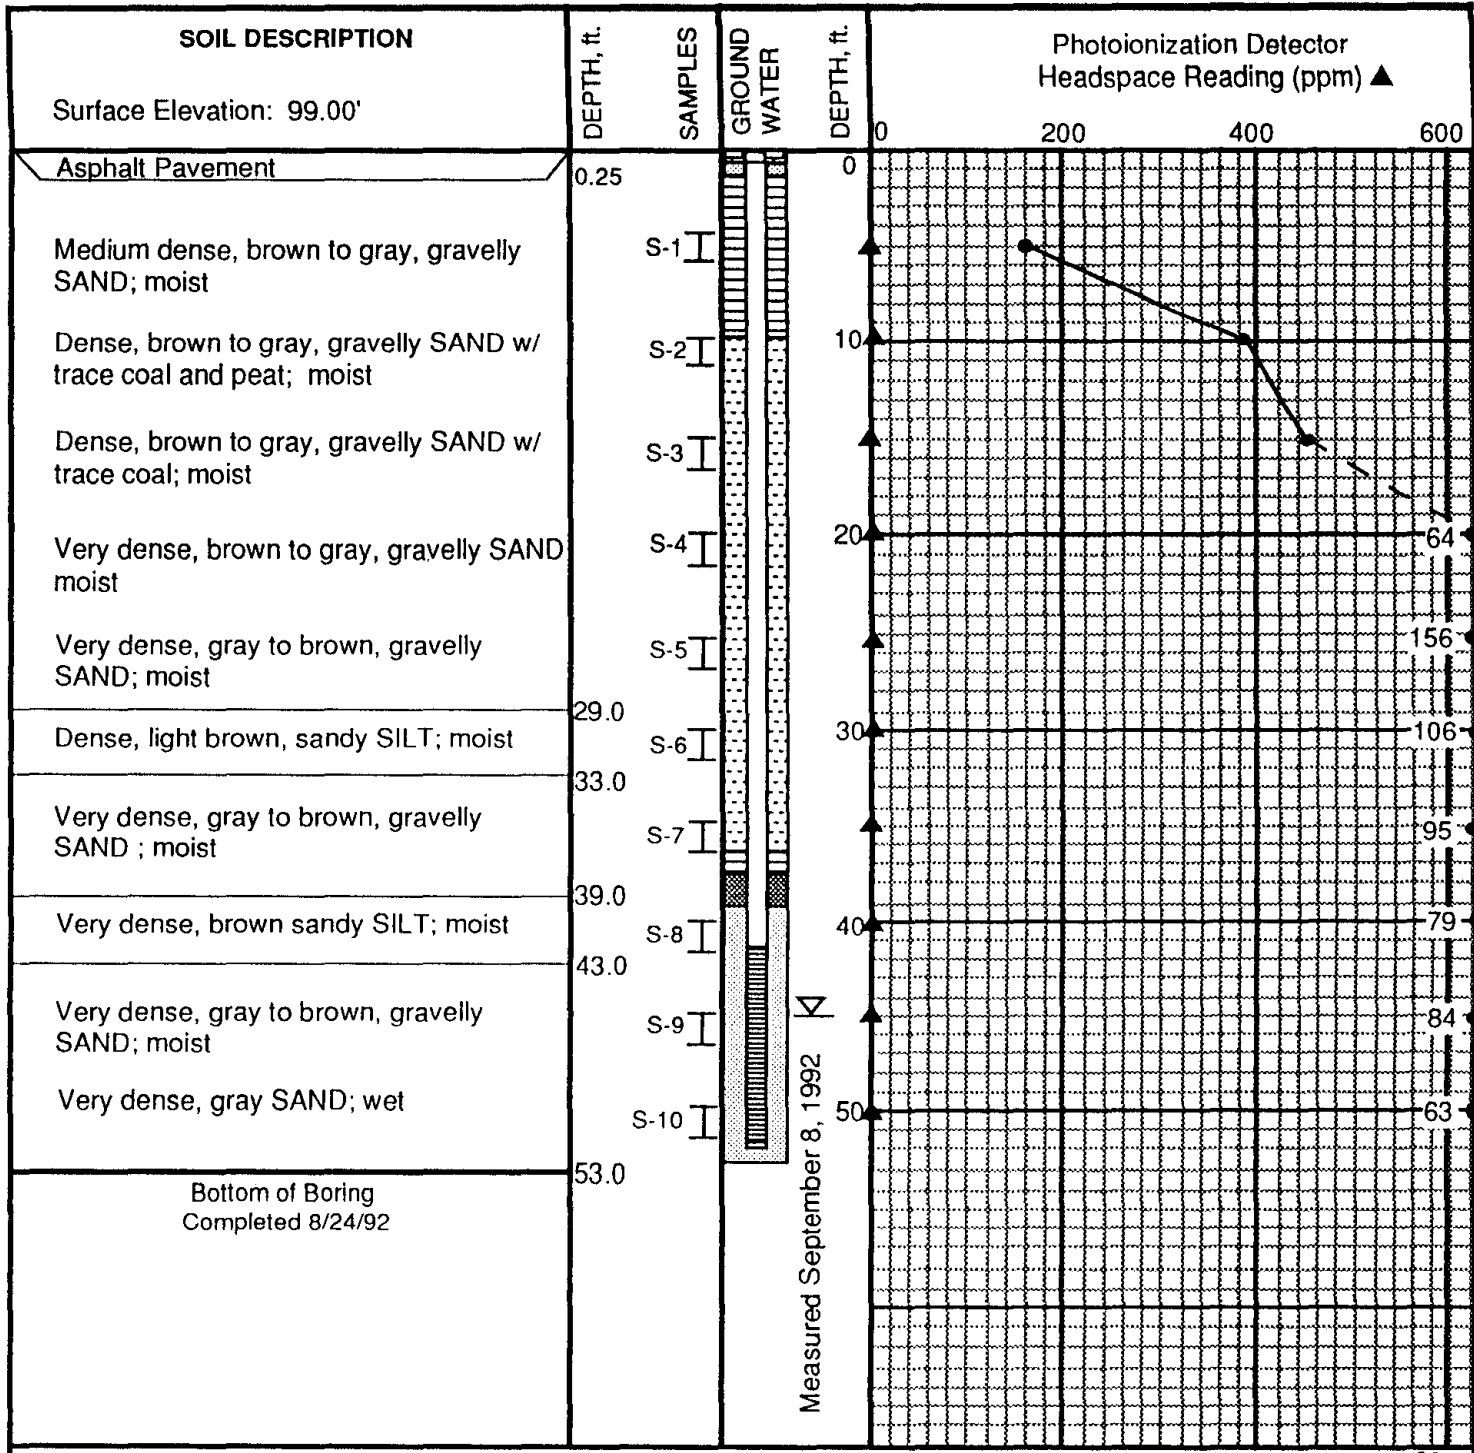 SOIL DESCRIPTION
Surface Elevation: 99.00'
DEPTH, ft.
SAMPLES
GROUND
WATER
DEPTH, ft.
Photoionization Detector
Headspace Reading (ppm) ▲
0
200
400
600
Asphalt Pavement
0.25
0
Medium dense, brown to gray, gravelly
SAND; moist
S-1
Dense, brown to gray, gravelly SAND w/
trace coal and peat; moist
S-2
10
Dense, brown to gray, gravelly SAND w/
trace coal; moist
S-3
Very dense, brown to gray, gravelly SAND
moist
S-4
20
64
Very dense, gray to brown, gravelly
SAND; moist
S-5
156
29.0
Dense, light brown, sandy SILT; moist
S-6
30
106
33.0
Very dense, gray to brown, gravelly
SAND ; moist
S-7
95
39.0
Very dense, brown sandy SILT; moist
S-8
40
79
43.0
Very dense, gray to brown, gravelly
SAND; moist
S-9
84
Very dense, gray SAND; wet
S-10
50
63
Measured September 8, 1992
53.0
Bottom of Boring
Completed 8/24/92